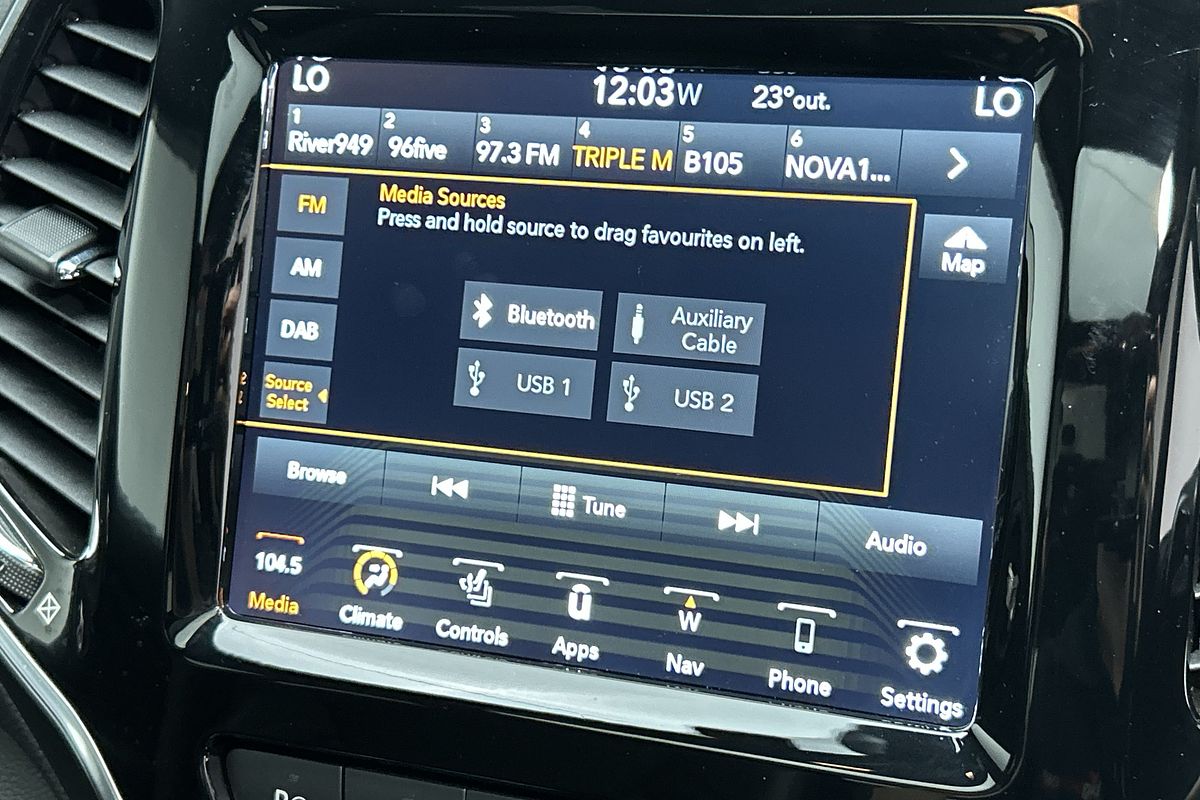 LO
12:03W
23°out.
LO
1
River949
2
96five
3
97.3 FM
4
TRIPLE M
5
B105
6
NOVA1...
FM
Media Sources
Press and hold source to drag favourites on left.
Map
AM
DAB
Source
Select
Bluetooth
Auxiliary
Cable
USB 1
USB 2
Browse
Tune
Audio
104.5
Media
Climate
Controls
Apps
W
Nav
Phone
Settings